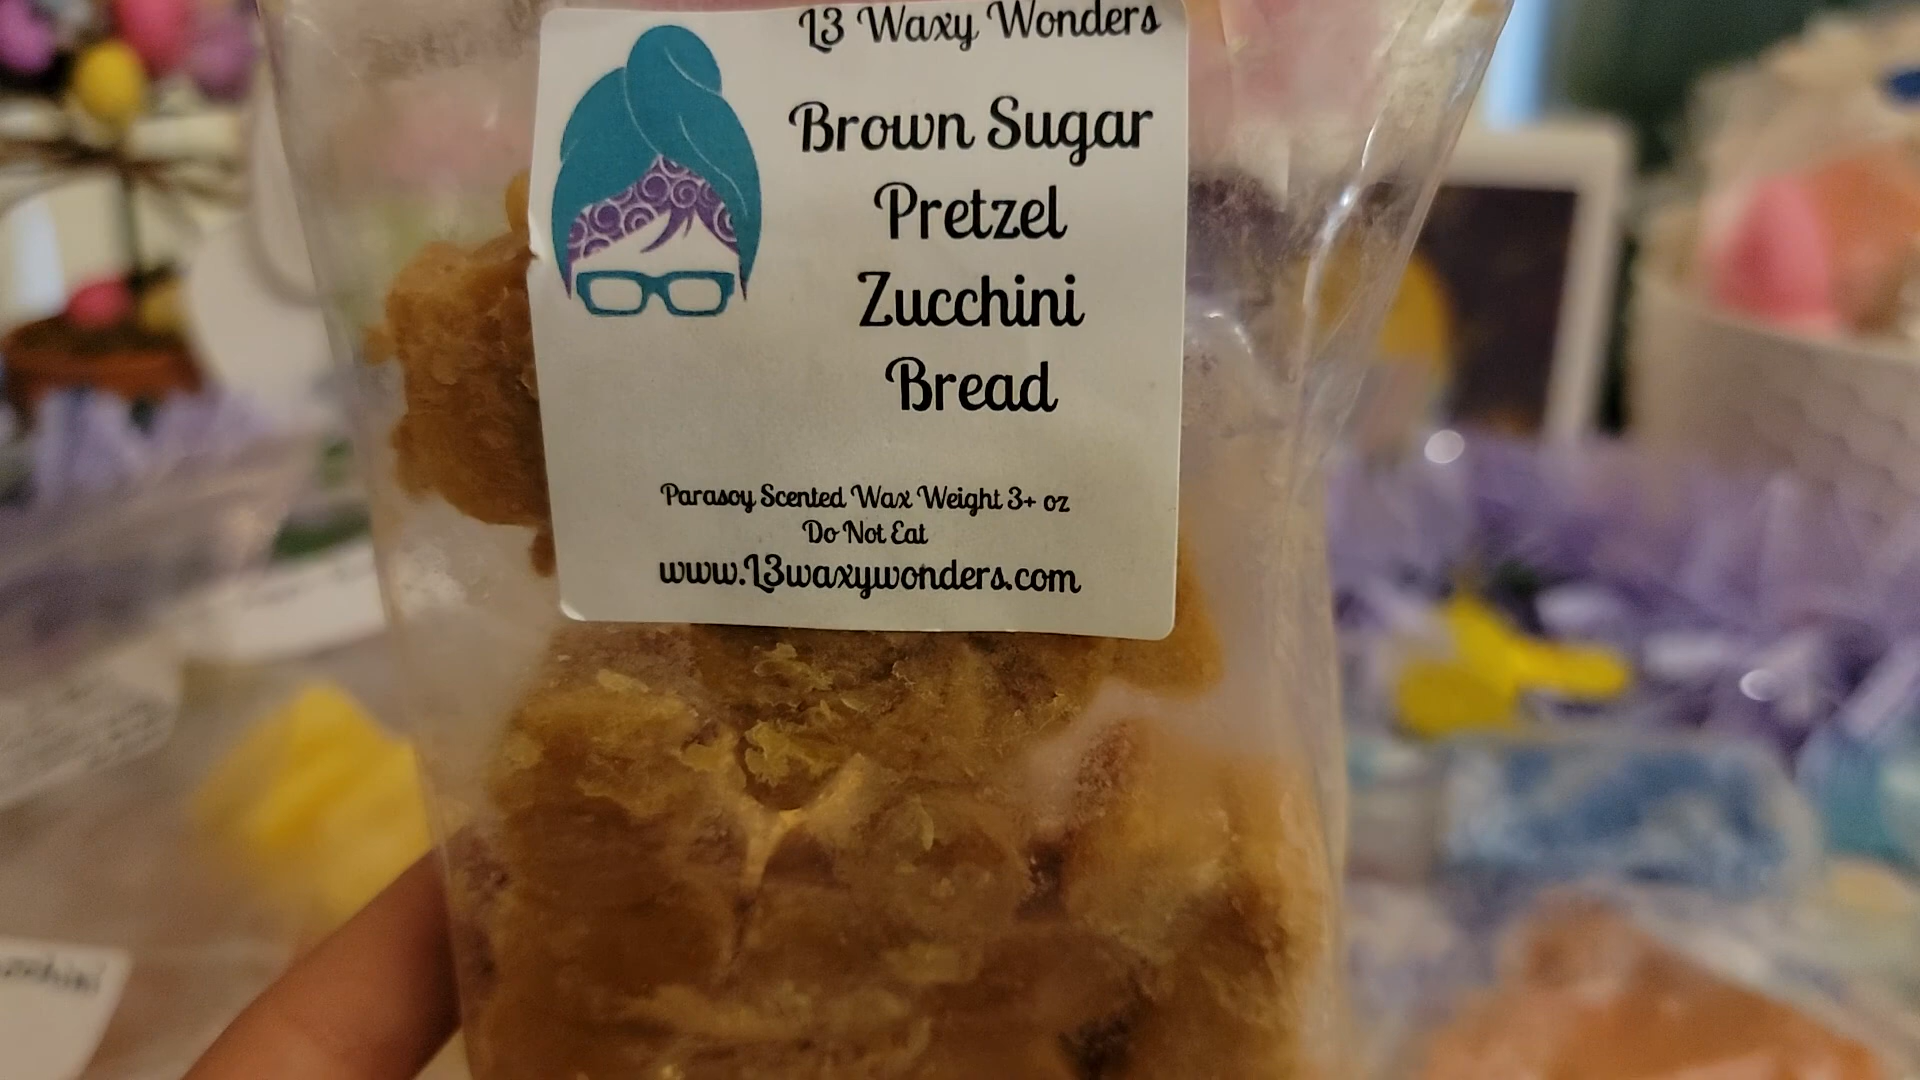 L3 Waxy Wonders
Brown Sugar
Pretzel
Zucchini
Bread
Parasoy Scented Wax Weight 3+ oz
Do Not Eat
www.L3waxywonders.com